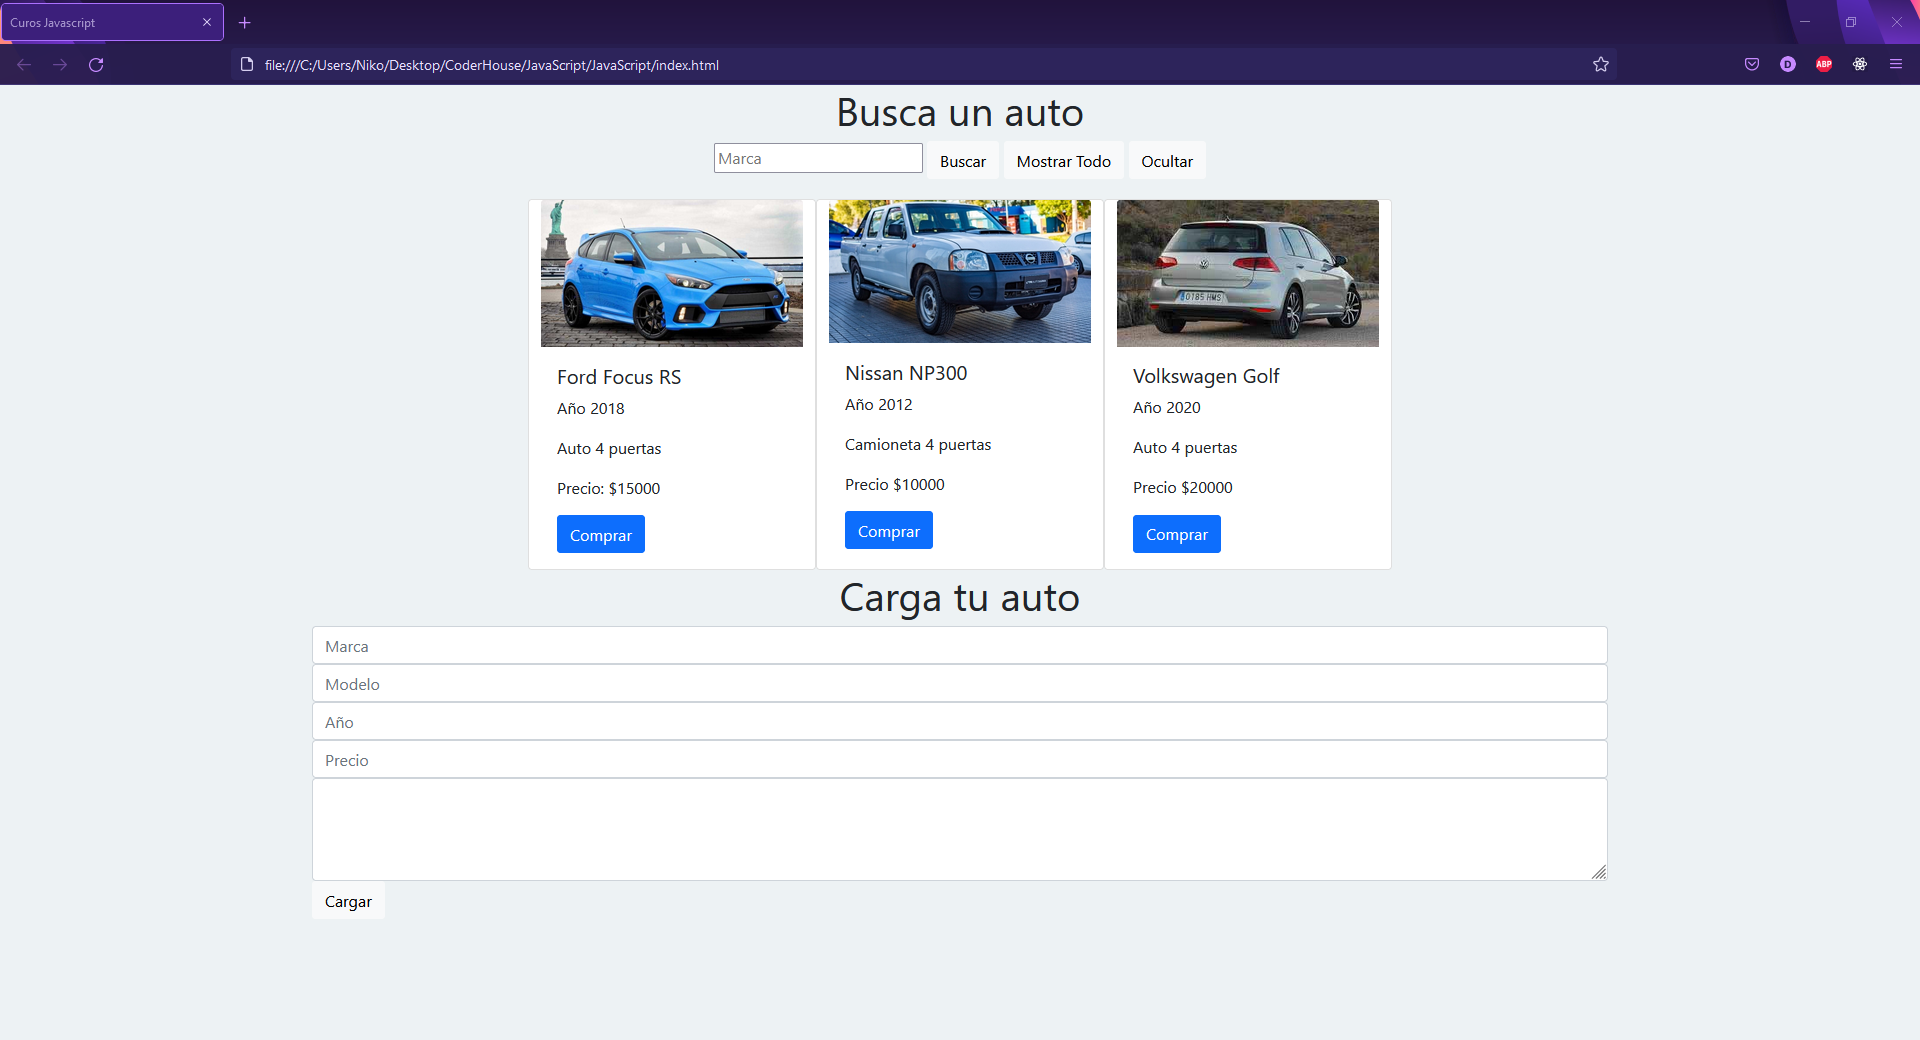 Curos Javascript
file:///C:/Users/Niko/Desktop/CoderHouse/JavaScript/JavaScript/index.html
D
ABP
Busca un auto
Marca
Buscar
Mostrar Todo
Ocultar
0185 HMS
Ford Focus RS
Año 2018
Auto 4 puertas
Precio: $15000
Comprar
Nissan NP300
Año 2012
Camioneta 4 puertas
Precio $10000
Comprar
Volkswagen Golf
Año 2020
Auto 4 puertas
Precio $20000
Comprar
Carga tu auto
Marca
Modelo
Año
Precio
Cargar